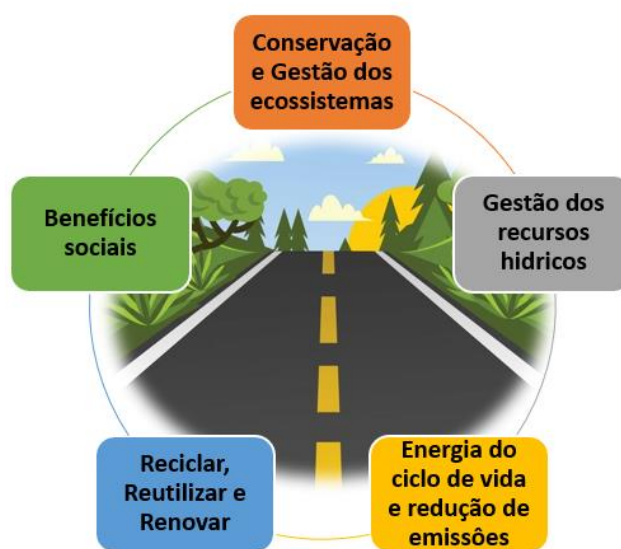 Conservação
e Gestão dos
ecossistemas
Benefícios
sociais
Gestão dos
recursos
hidricos
Reciclar,
Reutilizar e
Renovar
Energia do
ciclo de vida
e redução de
emissôes